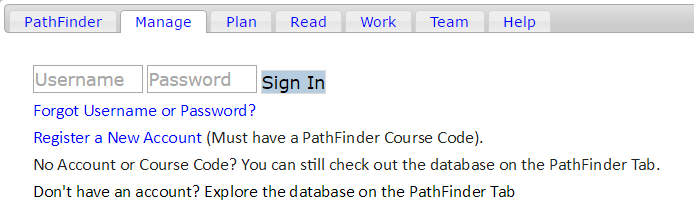 PathFinder Manage Plan Read Work Team Help
Username Password Sign In
Forgot Username or Password?
Register a New Account (Must have a PathFinder Course Code).
No Account or Course Code? You can still check out the database on the PathFinder Tab.
Don't have an account? Explore the database on the PathFinder Tab